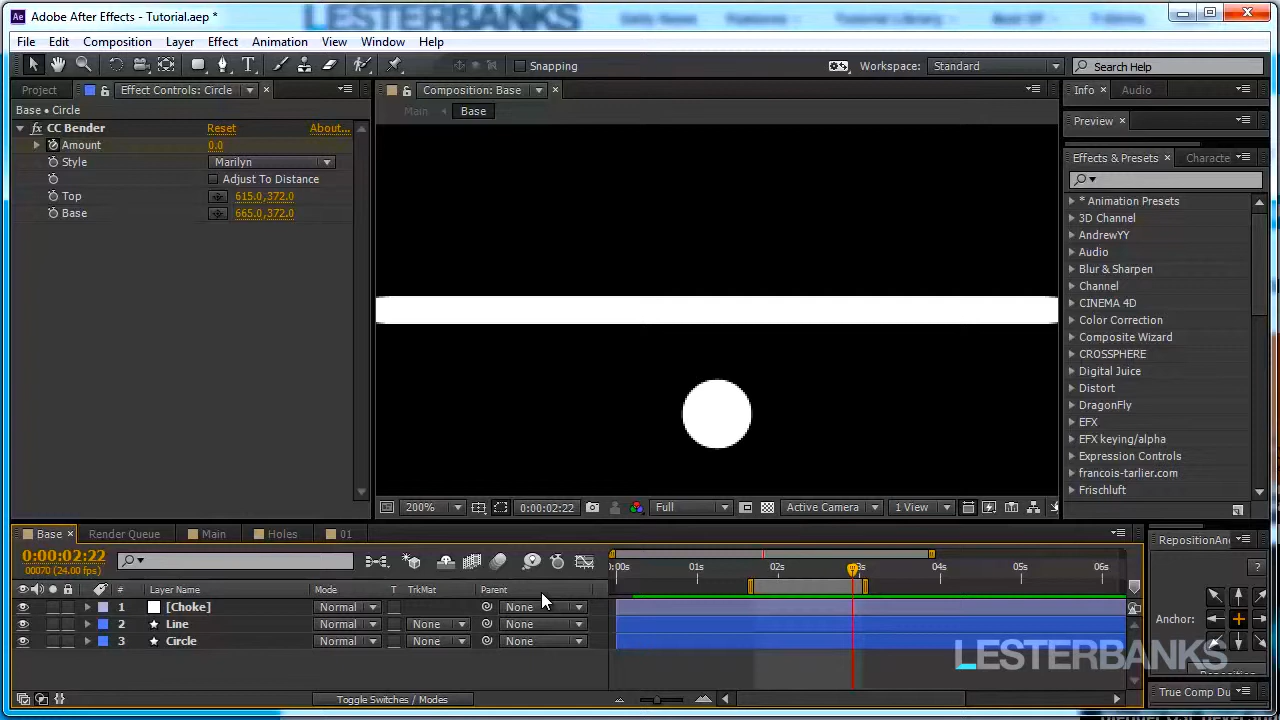 Adobe After Effects - Tutorial.aep *
LESTERBANKS
File Edit Composition Layer Effect Animation View Window Help
Snapping
Workspace: Standard
Search Help
Project
Effect Controls: Circle
Composition: Base
Info
Audio
Base • Circle
Main
Base
fx CC Bender Reset About...
Amount 0.0
Style Marilyn
Adjust To Distance
Top 615.0,372.0
Base 665.0,372.0
Preview
Effects & Presets
Characte
* Animation Presets
3D Channel
AndrewYY
Audio
Blur & Sharpen
Channel
CINEMA 4D
Color Correction
Composite Wizard
CROSSPHERE
Digital Juice
Distort
DragonFly
EFX
EFX keying/alpha
Expression Controls
francois-tarlier.com
Frischluft
200%
0:00:02:22
Full
Active Camera
1 View
Base
Render Queue
Main
Holes
01
0:00:02:22
00070 (24.00 fps)
:00s 01s 02s 03s 04s 05s 06s
# Layer Name Mode T TrkMat Parent
1 [Choke] Normal None
2 Line Normal None None
3 Circle Normal None None
Toggle Switches / Modes
RepositionAn
?
Anchor:
True Comp Du
LESTERBANKS